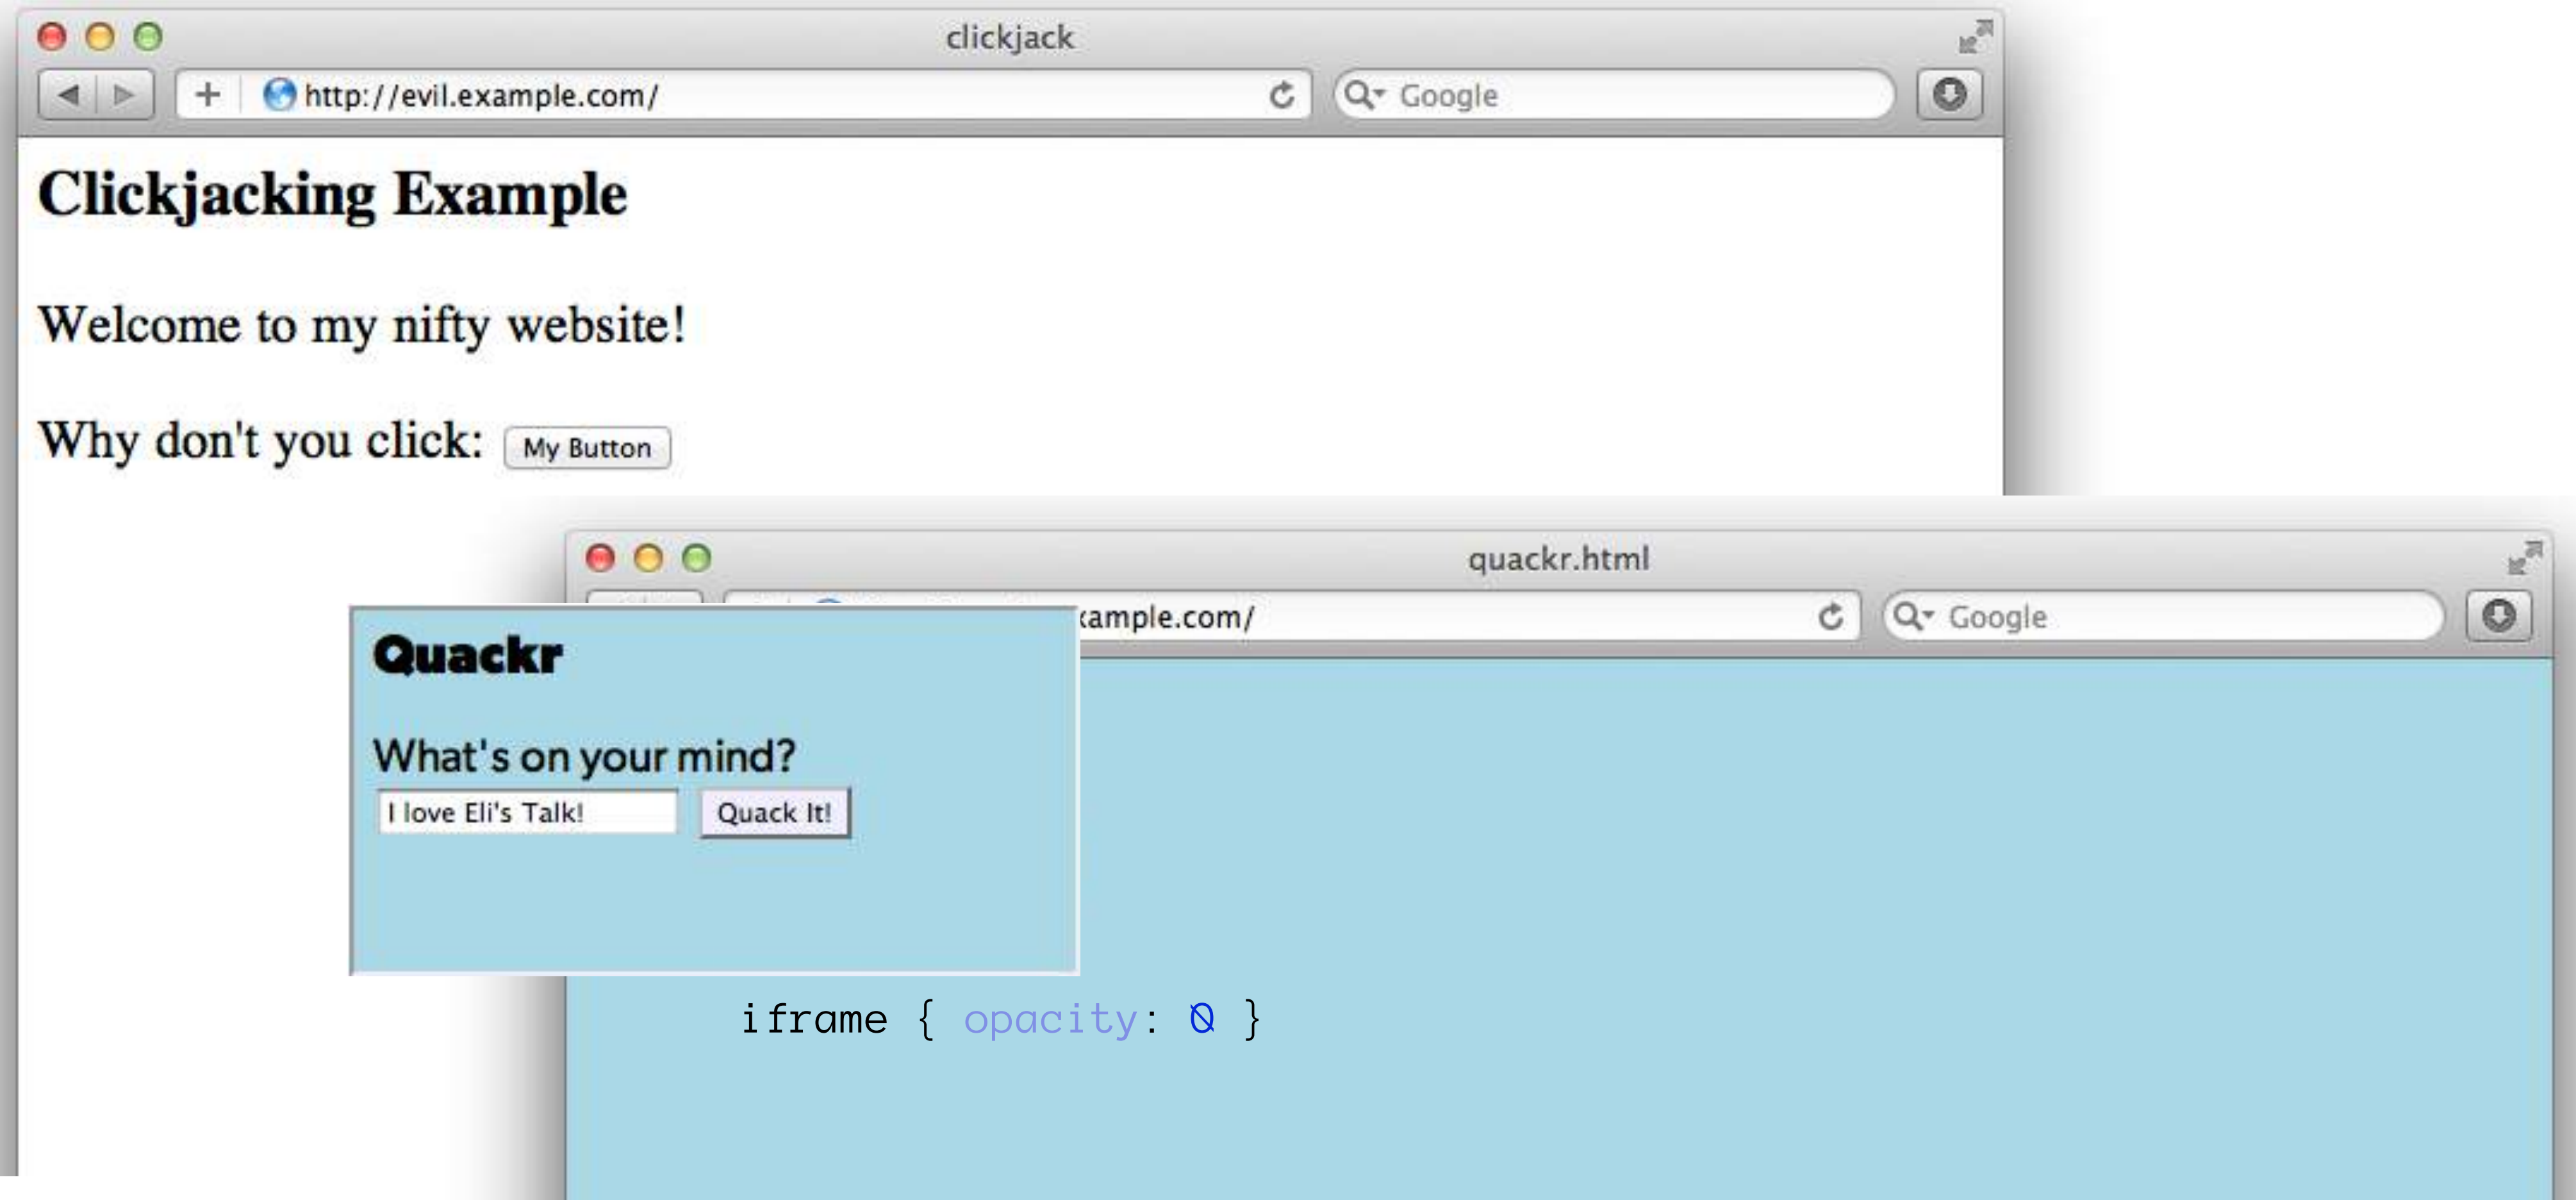 clickjack
http://evil.example.com/
Google
Clickjacking Example
Welcome to my nifty website!
Why don't you click: My Button
quackr.html
xample.com/
Google
Quackr
What's on your mind?
I love Eli's Talk! Quack It!
iframe { opacity: 0 }